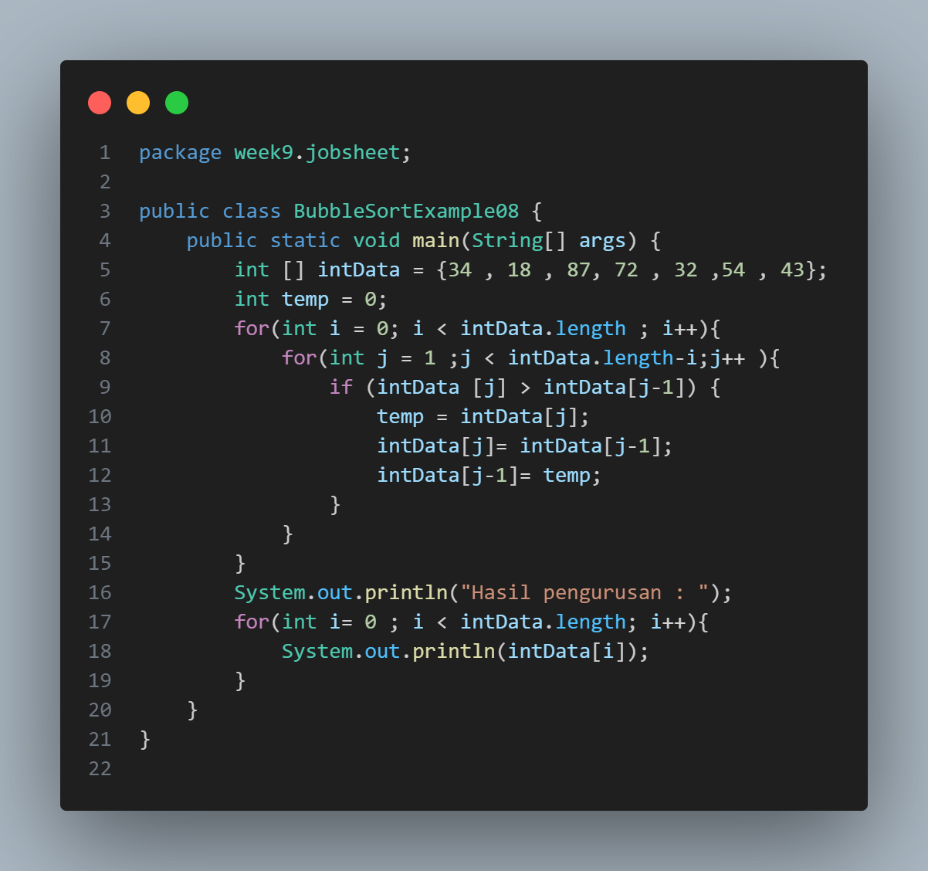 1 package week9.jobsheet;
2
3 public class BubbleSortExample08 {
4     public static void main(String[] args) {
5         int [] intData = {34 , 18 , 87, 72 , 32 ,54 , 43};
6         int temp = 0;
7         for(int i = 0; i < intData.length ; i++){
8             for(int j = 1 ;j < intData.length-i;j++ ){
9                 if (intData [j] > intData[j-1]) {
10                     temp = intData[j];
11                     intData[j]= intData[j-1];
12                     intData[j-1]= temp;
13                 }
14             }
15         }
16         System.out.println("Hasil pengurusan : ");
17         for(int i= 0 ; i < intData.length; i++){
18             System.out.println(intData[i]);
19         }
20     }
21 }
22